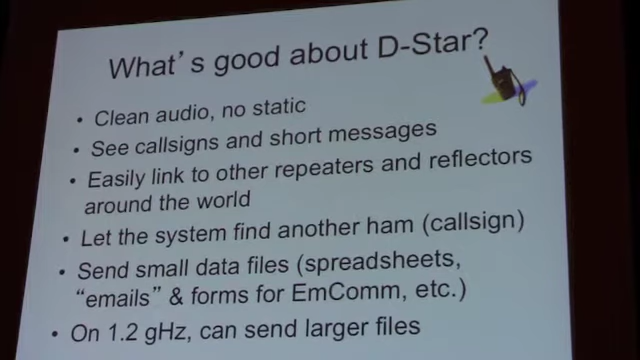 What's good about D-Star?
• Clean audio, no static
• See callsigns and short messages
• Easily link to other repeaters and reflectors
around the world
• Let the system find another ham (callsign)
• Send small data files (spreadsheets,
"emails" & forms for EmComm, etc.)
• On 1.2 gHz, can send larger files